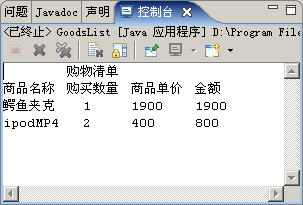 问题 Javadoc 声明 控制台
<已终止> GoodsList [Java 应用程序] D:\Program File
购物清单
商品名称 购买数量 商品单价 金额
鳄鱼夹克 1 1900 1900
ipodMP4 2 400 800